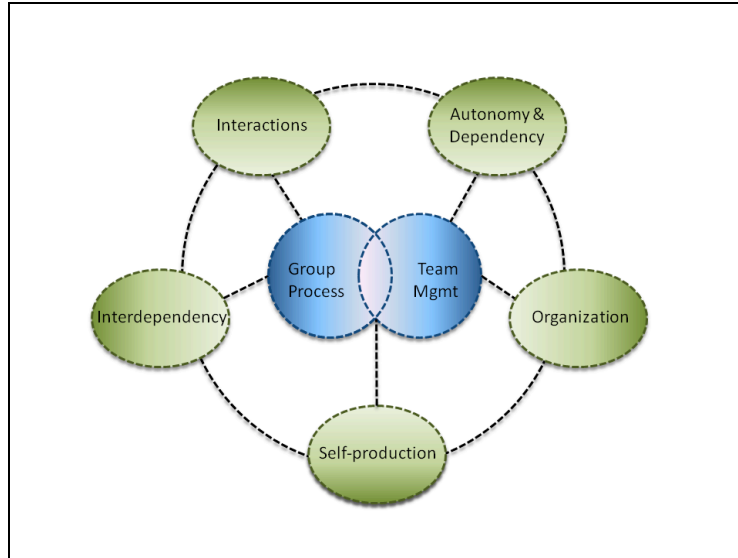 Interactions
Autonomy &
Dependency
Group
Process
Team
Mgmt
Interdependency
Organization
Self-production